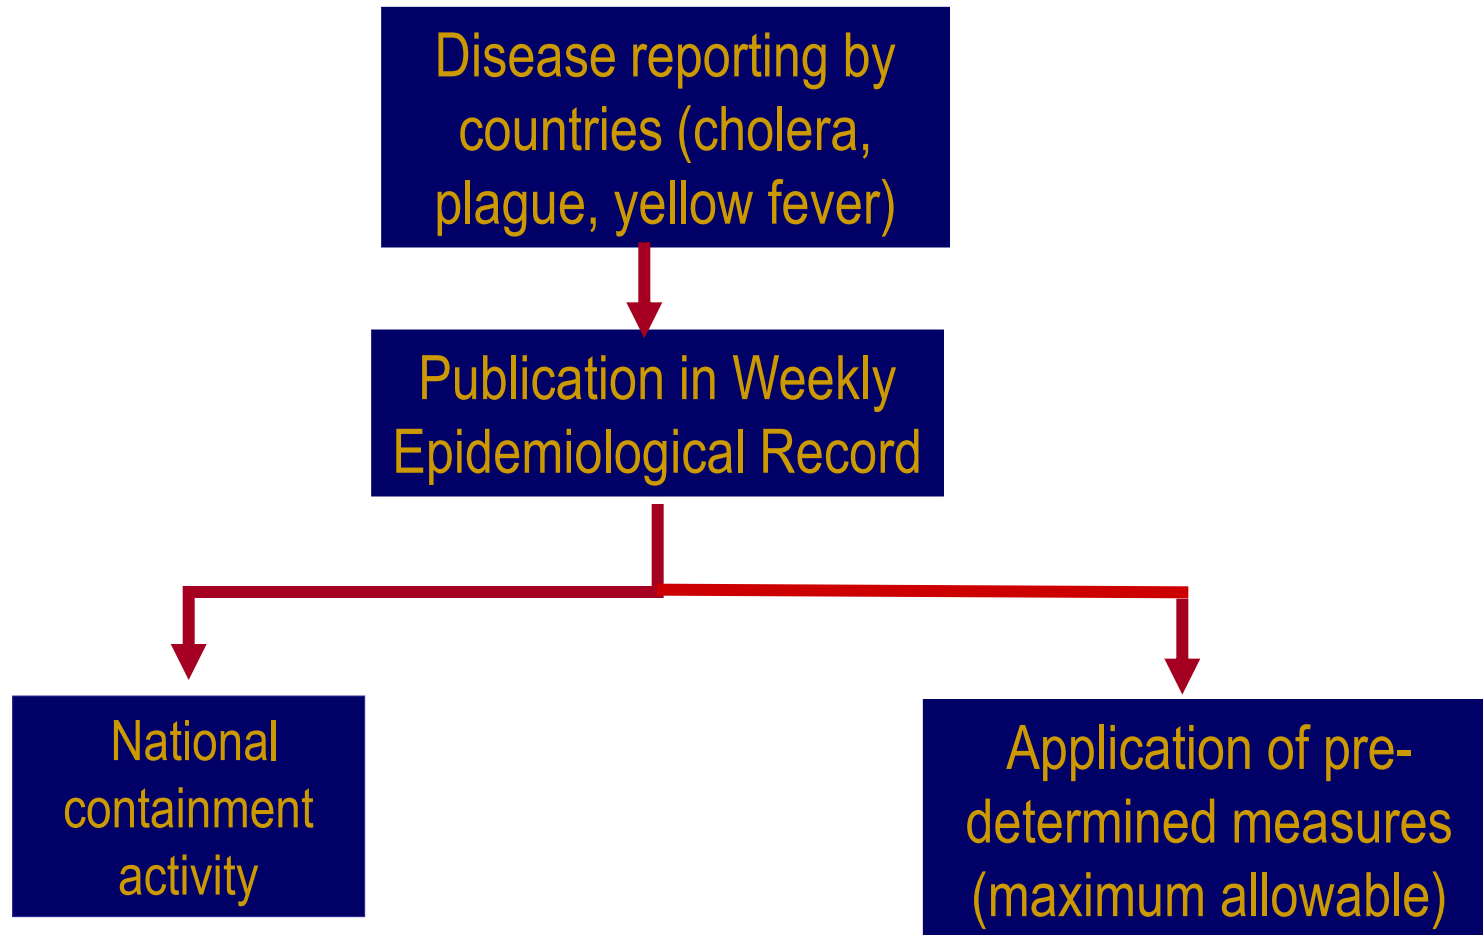 Disease reporting by
countries (cholera,
plague, yellow fever)
Publication in Weekly
Epidemiological Record
National
containment
activity
Application of pre-
determined measures
(maximum allowable)